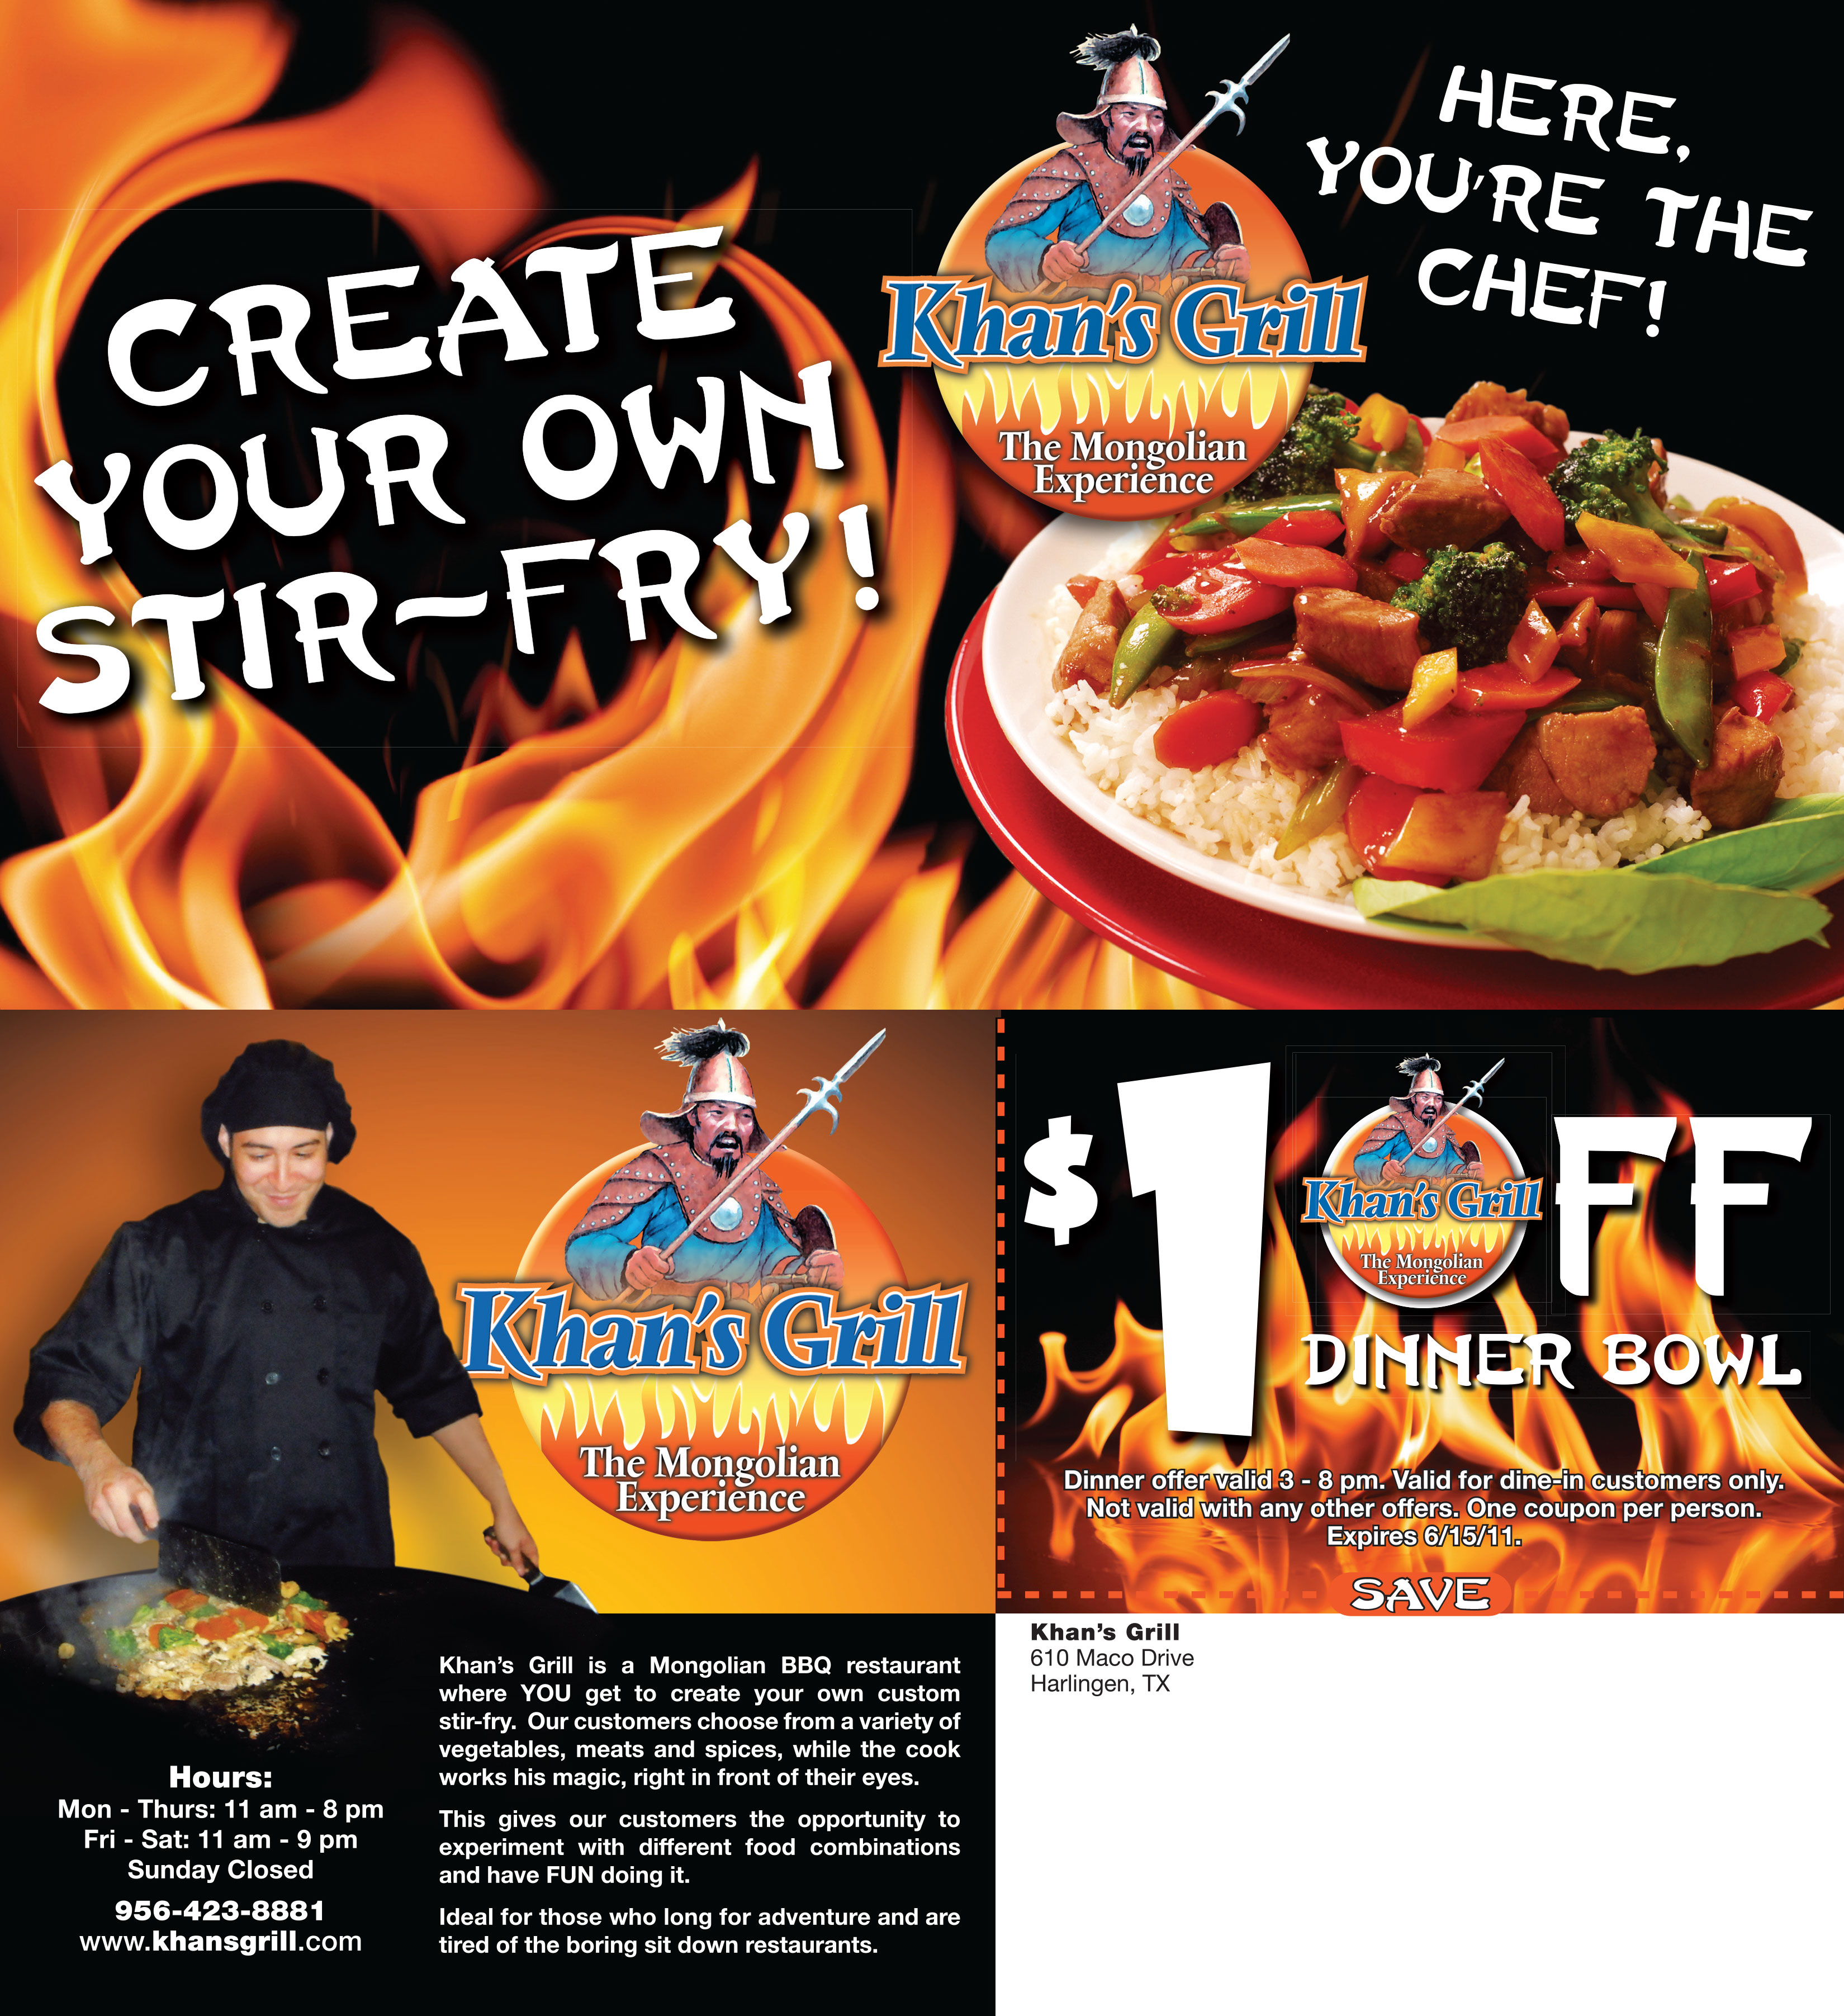 CREATE
YOUR OWN
STIR-FRY!
Khan's Grill
The Mongolian
Experience
HERE,
YOU'RE THE
CHEF!
Khan's Grill
The Mongolian
Experience
Hours:
Mon - Thurs: 11 am - 8 pm
Fri - Sat: 11 am - 9 pm
Sunday Closed
956-423-8881
www.khansgrill.com
Khan's Grill is a Mongolian BBQ restaurant
where YOU get to create your own custom
stir-fry. Our customers choose from a variety of
vegetables, meats and spices, while the cook
works his magic, right in front of their eyes.
This gives our customers the opportunity to
experiment with different food combinations
and have FUN doing it.
Ideal for those who long for adventure and are
tired of the boring sit down restaurants.
$1 FF
Khan's Grill
The Mongolian
Experience
DINNER BOWL
Dinner offer valid 3 - 8 pm. Valid for dine-in customers only.
Not valid with any other offers. One coupon per person.
Expires 6/15/11.
SAVE
Khan's Grill
610 Maco Drive
Harlingen, TX